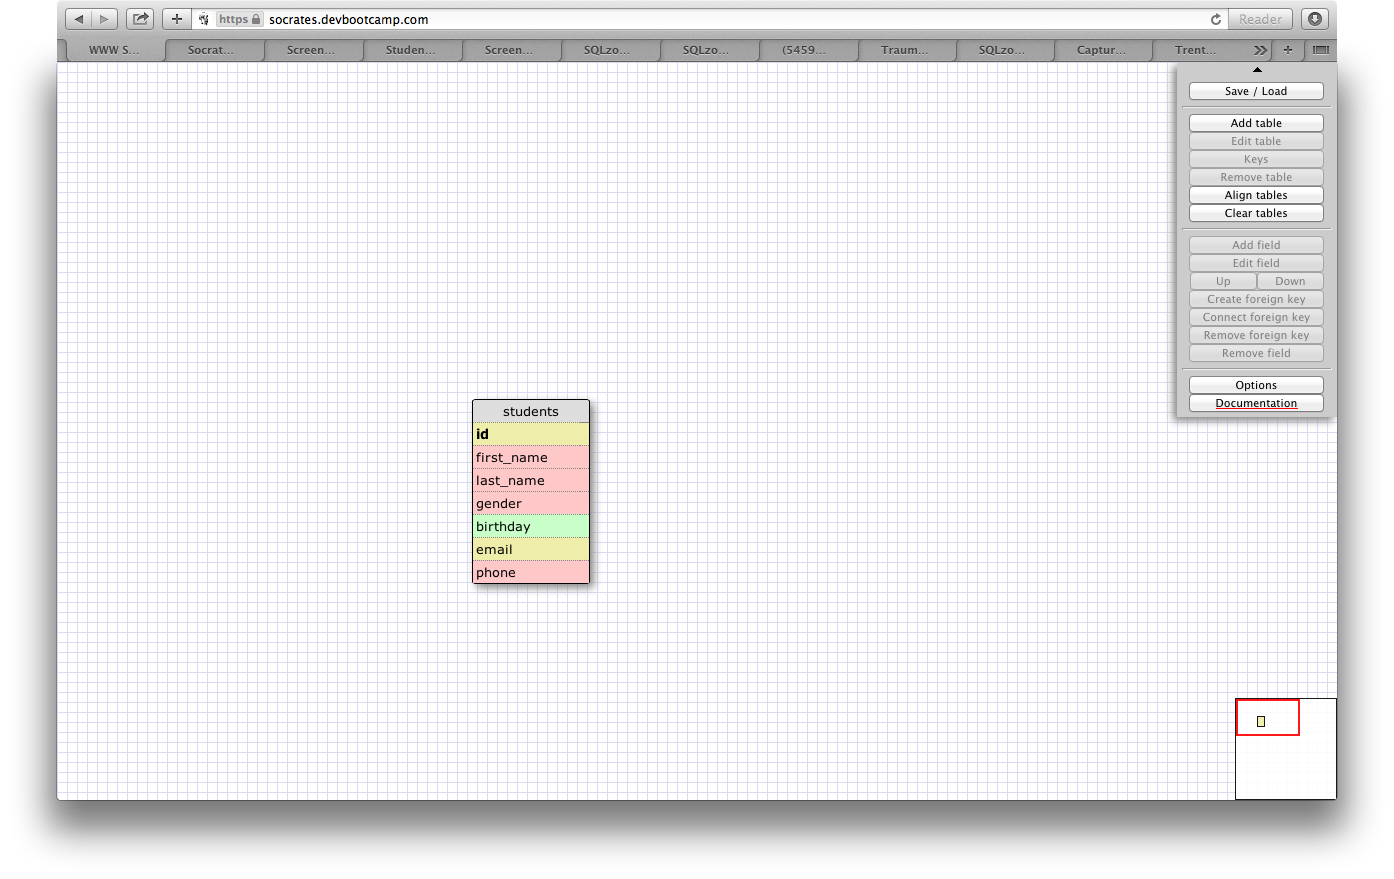 https socrates.devbootcamp.com Reader
WWW S... Socrat... Screen... Studen... Screen... SQLzo... SQLzo... (5459... Traum... SQLzo... Captur... Trent...
Save / Load
Add table
Edit table
Keys
Remove table
Align tables
Clear tables
Add field
Edit field
Up Down
Create foreign key
Connect foreign key
Remove foreign key
Remove field
Options
Documentation
students
id
first_name
last_name
gender
birthday
email
phone